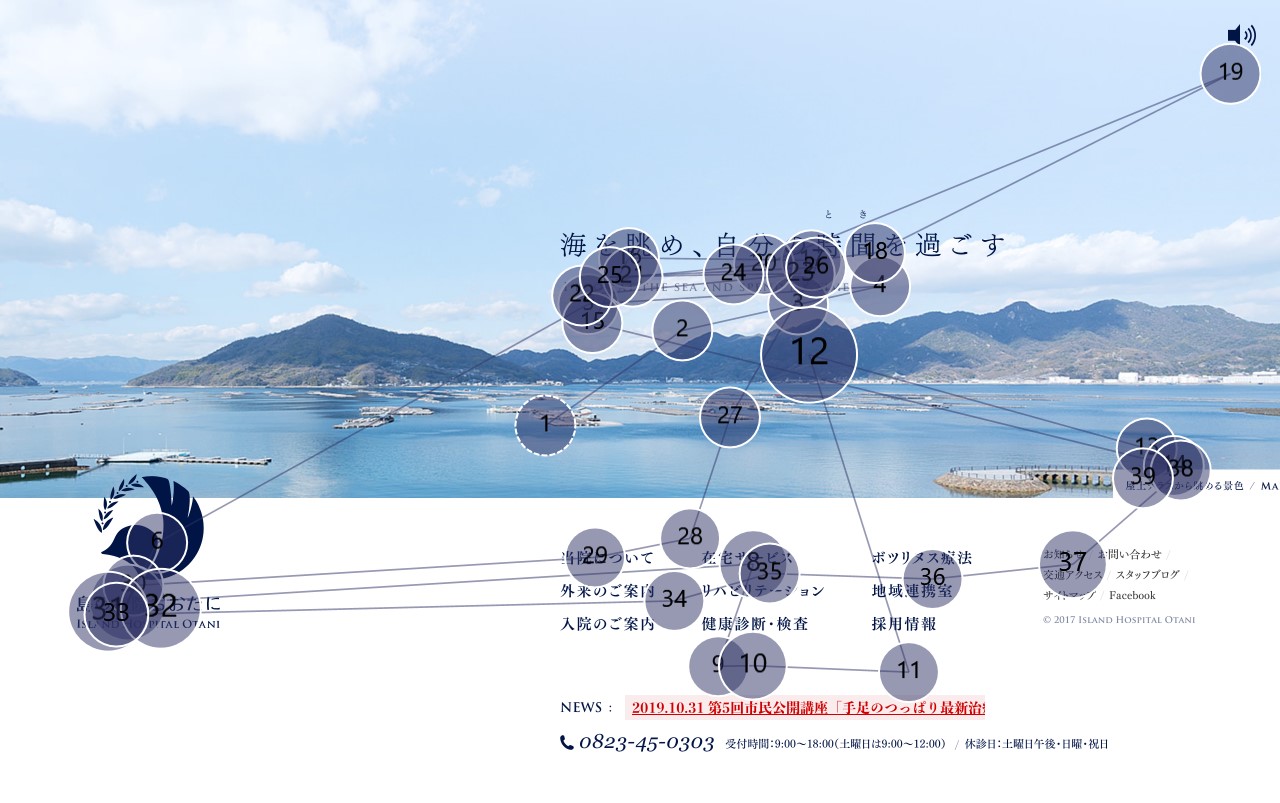 とき
海を眺め、自分の時間を過ごす
THE SEA AND
屋上テラスから眺める景色 / MA
島の病院おおたに
ISLAND HOSPITAL OTANI
当院について 在宅サービス ボツリヌス療法
外来のご案内 リハビリテーション 地域連携室
入院のご案内 健康診断・検査 採用情報
お知らせ / お問い合わせ /
交通アクセス / スタッフブログ /
サイトマップ / Facebook
© 2017 ISLAND HOSPITAL OTANI
NEWS : 2019.10.31 第5回市民公開講座「手足のつっぱり最新治
0823-45-0303 受付時間：9:00～18:00（土曜日は9:00～12:00） / 休診日：土曜日午後・日曜・祝日
19
18
26
24
25
4
3
2
15
12
27
1
38
39
6
28
29
8
35
36
37
34
32
33
9
10
11